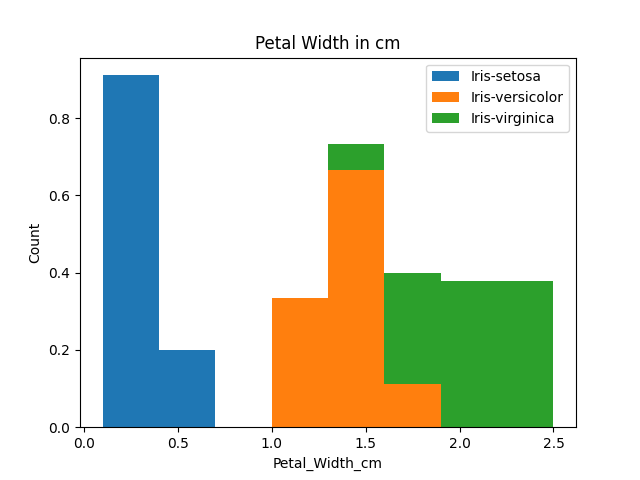 Petal Width in cm
Iris-setosa
Iris-versicolor
Iris-virginica
Count
0.8
0.6
0.4
0.2
0.0
0.0 0.5 1.0 1.5 2.0 2.5
Petal_Width_cm